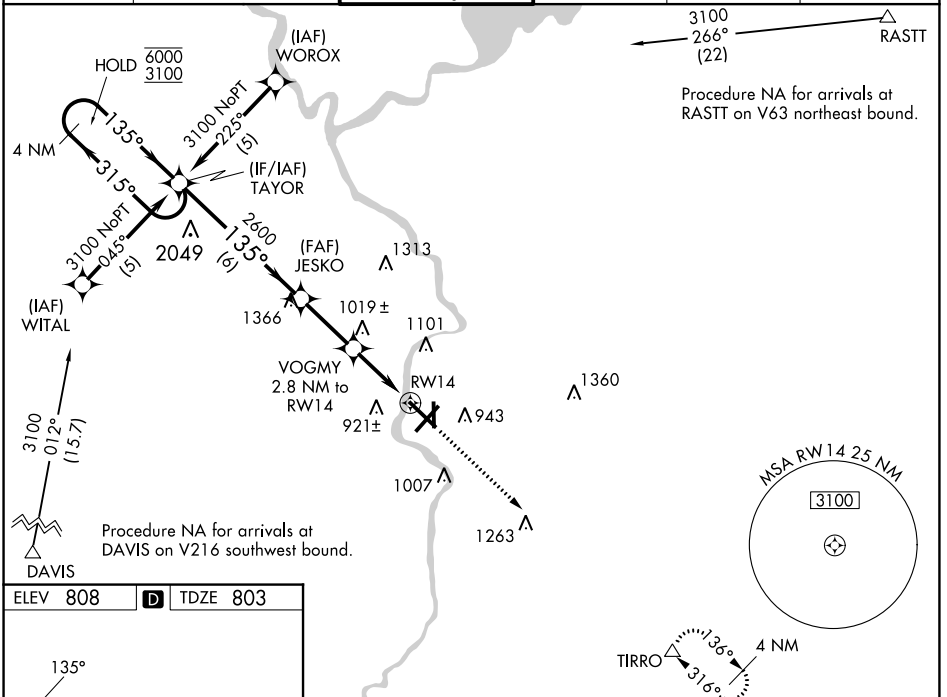 3100
266°
(22)
RASTT
Procedure NA for arrivals at
RASTT on V63 northeast bound.
(IAF)
WOROX
HOLD 6000
3100
3100 NoPT
225°
(5)
135°
4 NM
315°
(IF/IAF)
TAYOR
3100 NoPT
045°
(5)
2049
2600
135°
(6)
(FAF)
JESKO
1313
(IAF)
WITAL
1366
1019±
1101
VOGMY
2.8 NM to
RW14
RW14
1360
921±
943
3100
012°
(15.7)
1007
1263
MSA RW14 25 NM
3100
Procedure NA for arrivals at
DAVIS on V216 southwest bound.
DAVIS
ELEV 808 D TDZE 803
135°
TIRRO
136°
316°
4 NM